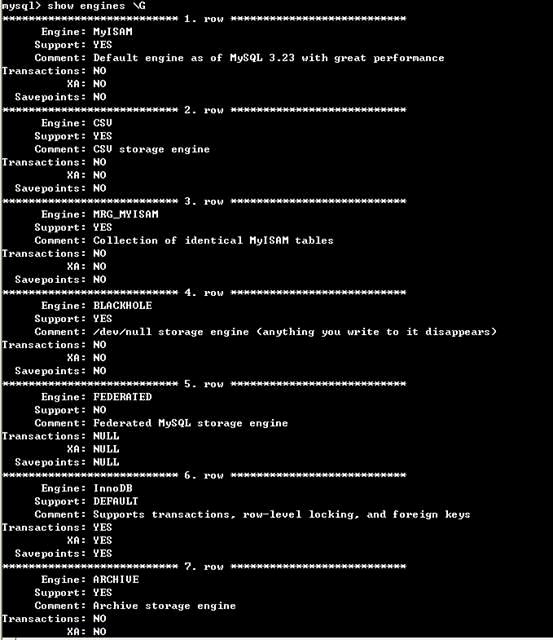 mysql> show engines \G
*************************** 1. row ***************************
Engine: MyISAM
Support: YES
Comment: Default engine as of MySQL 3.23 with great performance
Transactions: NO
XA: NO
Savepoints: NO
*************************** 2. row ***************************
Engine: CSV
Support: YES
Comment: CSV storage engine
Transactions: NO
XA: NO
Savepoints: NO
*************************** 3. row ***************************
Engine: MRG_MYISAM
Support: YES
Comment: Collection of identical MyISAM tables
Transactions: NO
XA: NO
Savepoints: NO
*************************** 4. row ***************************
Engine: BLACKHOLE
Support: YES
Comment: /dev/null storage engine (anything you write to it disappears)
Transactions: NO
XA: NO
Savepoints: NO
*************************** 5. row ***************************
Engine: FEDERATED
Support: NO
Comment: Federated MySQL storage engine
Transactions: NULL
XA: NULL
Savepoints: NULL
*************************** 6. row ***************************
Engine: InnoDB
Support: DEFAULT
Comment: Supports transactions, row-level locking, and foreign keys
Transactions: YES
XA: YES
Savepoints: YES
*************************** 7. row ***************************
Engine: ARCHIVE
Support: YES
Comment: Archive storage engine
Transactions: NO
XA: NO